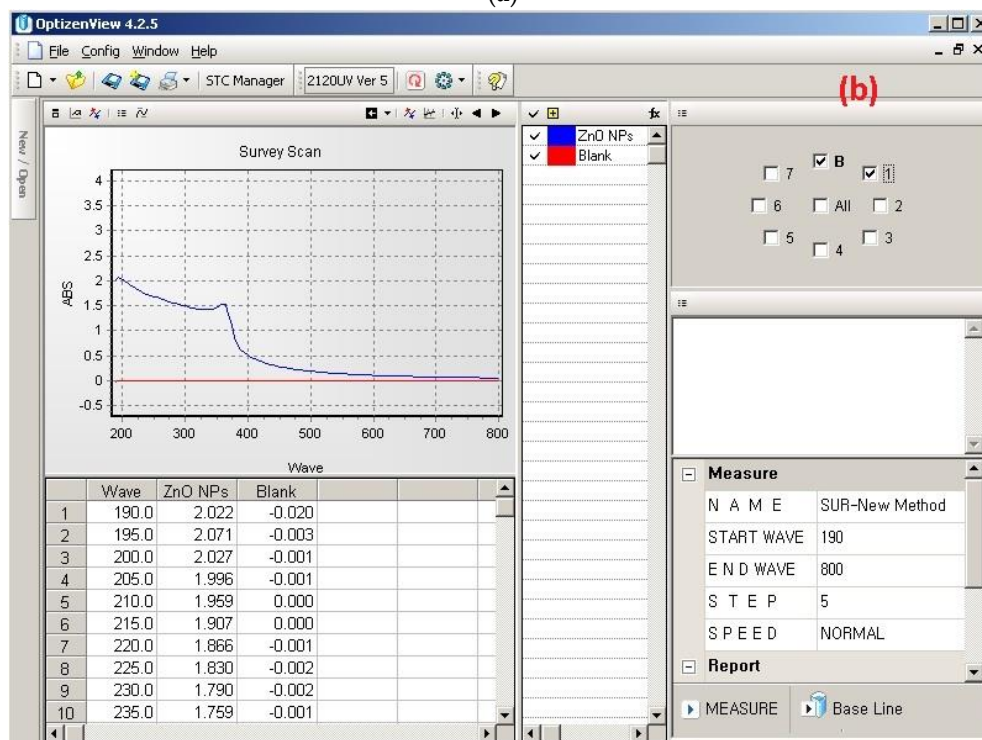 (a)
OptizenView 4.2.5
File Config Window Help
STC Manager 2120UV Ver 5
(b)
New / Open
fx
ZnO NPs
Blank
Survey Scan
ABS
4
3.5
3
2.5
2
1.5
1
0.5
0
-0.5
200 300 400 500 600 700 800
Wave
B
7 1
6 All 2
5 3
4
Wave ZnO NPs Blank
1 190.0 2.022 -0.020
2 195.0 2.071 -0.003
3 200.0 2.027 -0.001
4 205.0 1.996 -0.001
5 210.0 1.959 0.000
6 215.0 1.907 0.000
7 220.0 1.866 -0.001
8 225.0 1.830 -0.002
9 230.0 1.790 -0.002
10 235.0 1.759 -0.001
Measure
N A M E SUR-New Method
START WAVE 190
E N D WAVE 800
S T E P 5
S P E E D NORMAL
Report
MEASURE Base Line